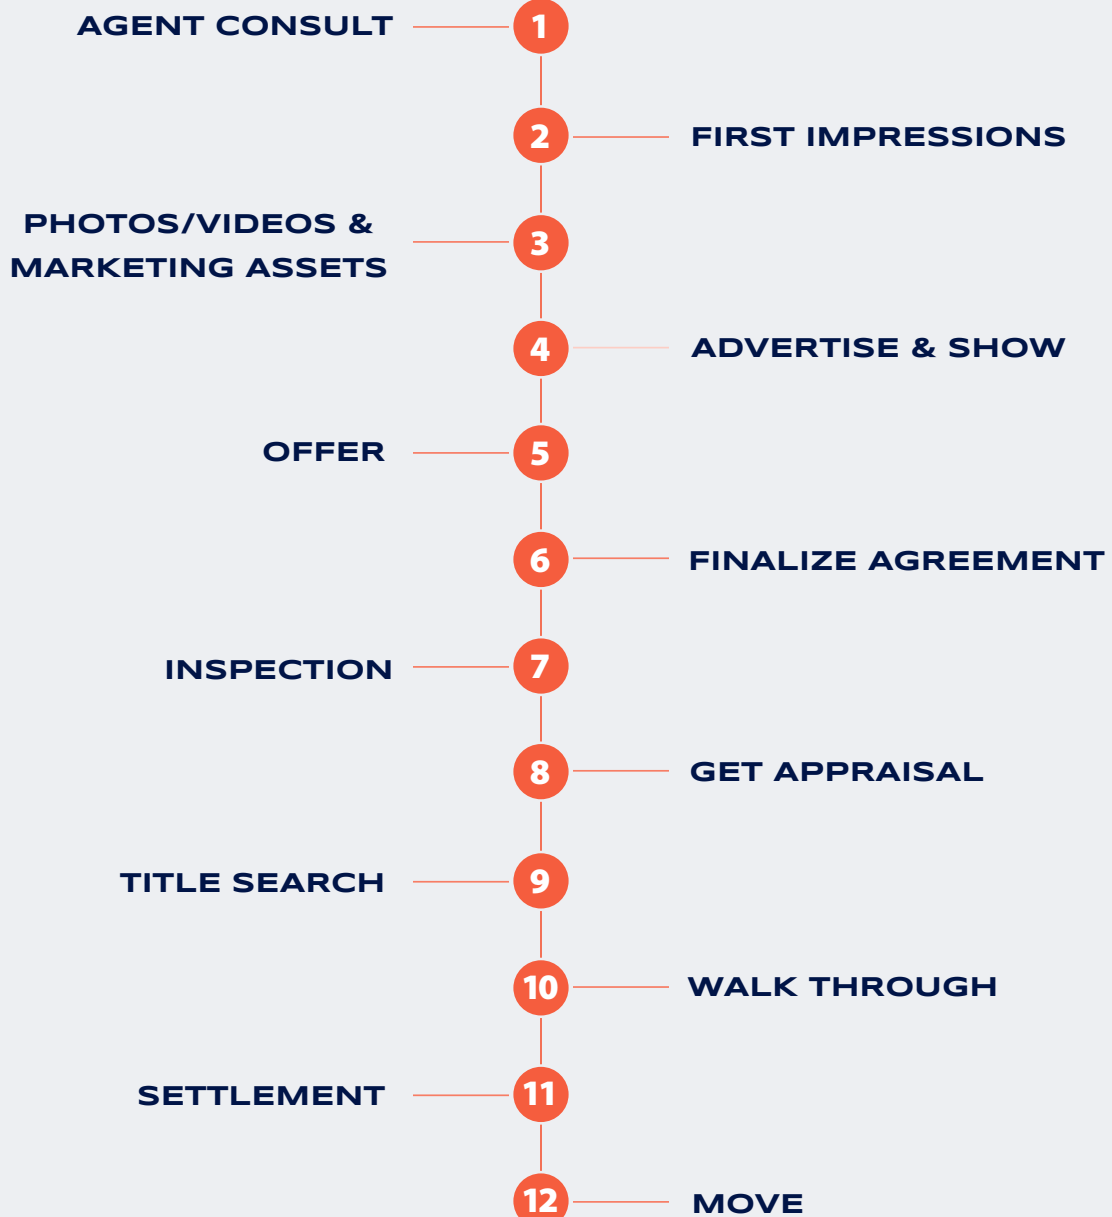 AGENT CONSULT
1
2
FIRST IMPRESSIONS
PHOTOS/VIDEOS &
MARKETING ASSETS
3
4
ADVERTISE & SHOW
OFFER
5
6
FINALIZE AGREEMENT
INSPECTION
7
8
GET APPRAISAL
TITLE SEARCH
9
10
WALK THROUGH
SETTLEMENT
11
12
MOVE